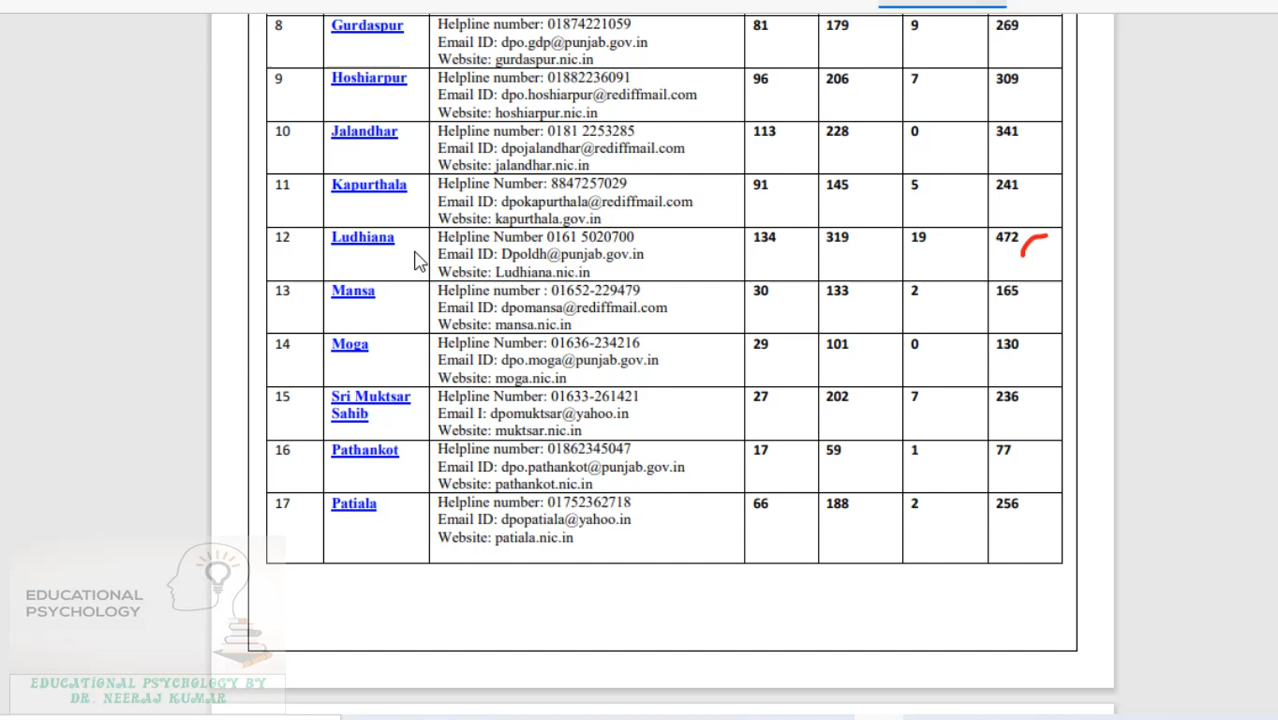 8 Gurdaspur Helpline number: 01874221059 81 179 9 269
Email ID: dpo.gdp@punjab.gov.in
Website: gurdaspur.nic.in
9 Hoshiarpur Helpline number: 01882236091 96 206 7 309
Email ID: dpo.hoshiarpur@rediffmail.com
Website: hoshiarpur.nic.in
10 Jalandhar Helpline number: 0181 2253285 113 228 0 341
Email ID: dpojalandhar@rediffmail.com
Website: jalandhar.nic.in
11 Kapurthala Helpline Number: 8847257029 91 145 5 241
Email ID: dpokapurthala@rediffmail.com
Website: kapurthala.gov.in
12 Ludhiana Helpline Number 0161 5020700 134 319 19 472
Email ID: Dpoldh@punjab.gov.in
Website: Ludhiana.nic.in
13 Mansa Helpline number : 01652-229479 30 133 2 165
Email ID: dpomansa@rediffmail.com
Website: mansa.nic.in
14 Moga Helpline Number: 01636-234216 29 101 0 130
Email ID: dpo.moga@punjab.gov.in
Website: moga.nic.in
15 Sri Muktsar Helpline Number: 01633-261421 27 202 7 236
Sahib Email I: dpomuktsar@yahoo.in
Website: muktsar.nic.in
16 Pathankot Helpline number: 01862345047 17 59 1 77
Email ID: dpo.pathankot@punjab.gov.in
Website: pathankot.nic.in
17 Patiala Helpline number: 01752362718 66 188 2 256
Email ID: dpopatiala@yahoo.in
Website: patiala.nic.in
EDUCATIONAL
PSYCHOLOGY
EDUCATIONAL PSYCHOLOGY BY
DR. NEERAJ KUMAR